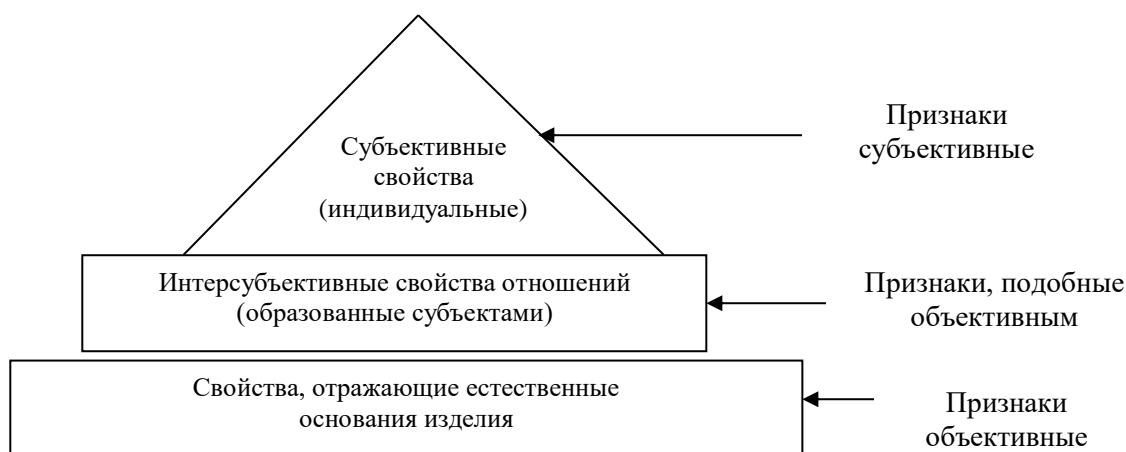 Субъективные
свойства
(индивидуальные)
Признаки
субъективные
Интерсубъективные свойства отношений
(образованные субъектами)
Признаки, подобные
объективным
Свойства, отражающие естественные
основания изделия
Признаки
объективные